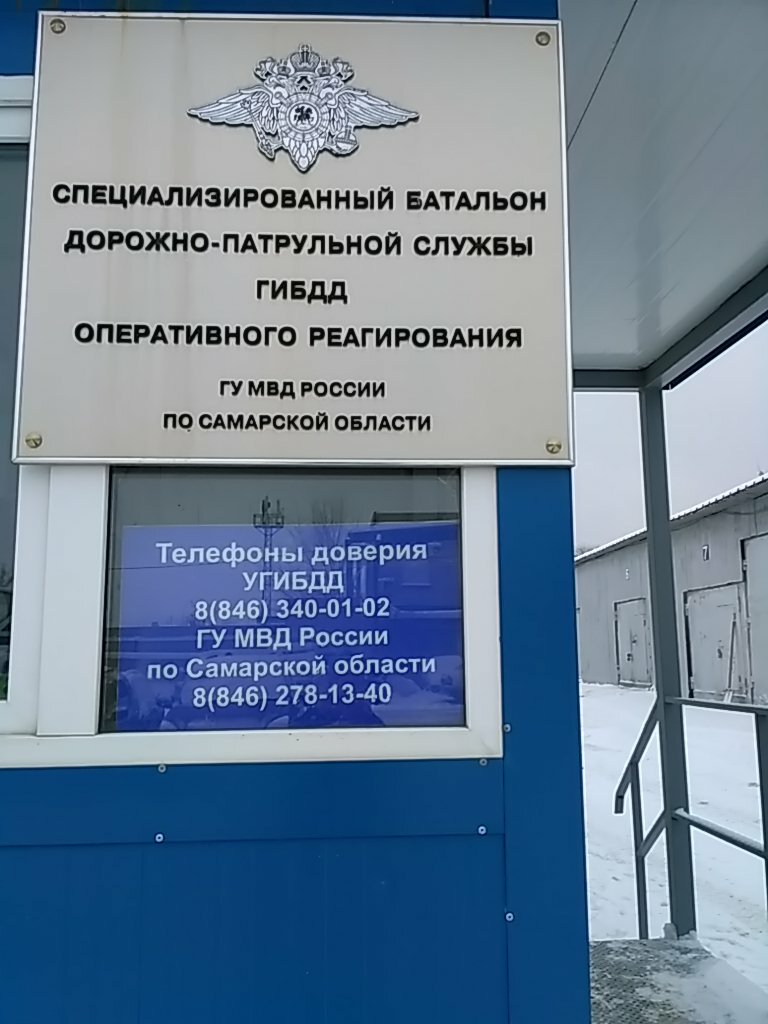 СПЕЦИАЛИЗИРОВАННЫЙ БАТАЛЬОН
ДОРОЖНО-ПАТРУЛЬНОЙ СЛУЖБЫ
ГИБДД
ОПЕРАТИВНОГО РЕАГИРОВАНИЯ
ГУ МВД РОССИИ
ПО САМАРСКОЙ ОБЛАСТИ
Телефоны доверия
УГИБДД
8(846) 340-01-02
ГУ МВД России
по Самарской области
8(846) 278-13-40
7